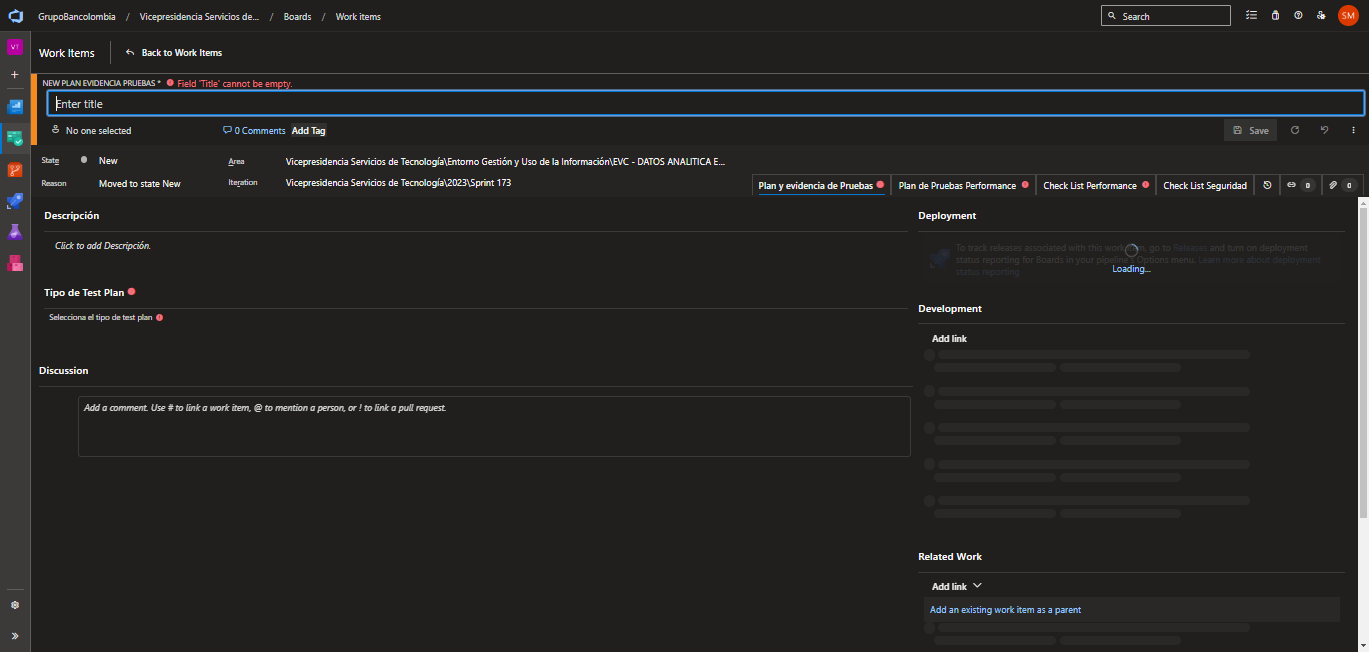 GrupoBancolombia / Vicepresidencia Servicios de... / Boards / Work items
Search
SM
VT
Work Items
Back to Work Items
NEW PLAN EVIDENCIA PRUEBAS * Field 'Title' cannot be empty.
Enter title
No one selected
0 Comments
Add Tag
Save
State
New
Area
Vicepresidencia Servicios de Tecnología\Entorno Gestión y Uso de la Información\EVC - DATOS ANALITICA E...
Reason
Moved to state New
Iteration
Vicepresidencia Servicios de Tecnología\2023\Sprint 173
Plan y evidencia de Pruebas
Plan de Pruebas Performance
Check List Performance
Check List Seguridad
0
0
Descripción
Click to add Descripción.
Tipo de Test Plan
Selecciona el tipo de test plan
Discussion
Add a comment. Use # to link a work item, @ to mention a person, or ! to link a pull request.
Deployment
To track releases associated with this work item, go to Releases and turn on deployment
status reporting for Boards in your pipeline's Options menu. Learn more about deployment
status reporting
Loading...
Development
Add link
Related Work
Add link
Add an existing work item as a parent